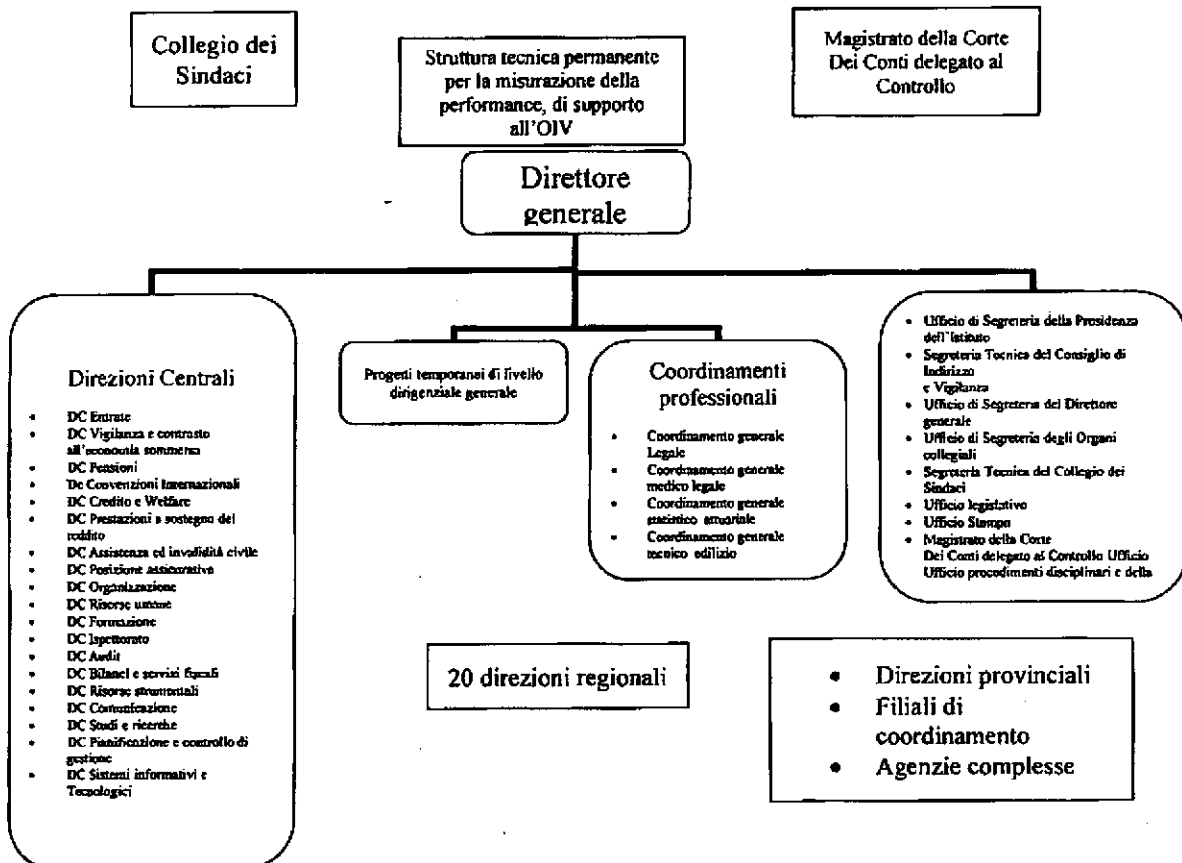 Collegio dei
Sindaci
Struttura tecnica permanente
per la misurazione della
performance, di supporto
all'OIV
Magistrato della Corte
Dei Conti delegato al
Controllo
Direttore
generale
Direzioni Centrali
• DC Entrate
• DC Vigilanza e contrasto
all'economia sommersa
• DC Pensioni
• De Convenzioni Internazionali
• DC Credito e Welfare
• DC Prestazioni a sostegno del
reddito
• DC Assistenza ed invalidità civile
• DC Posizione assicurativa
• DC Organizzazione
• DC Risorse umane
• DC Formazione
• DC Ispettorato
• DC Audit
• DC Bilanci e servizi fiscali
• DC Risorse strumentali
• DC Comunicazione
• DC Studi e ricerche
• DC Pianificazione e controllo di
gestione
• DC Sistemi informativi e
Tecnologici
Progetti temporanei di livello
dirigenziale generale
Coordinamenti
professionali
• Coordinamento generale
Legale
• Coordinamento generale
medico legale
• Coordinamento generale
statistico attuariale
• Coordinamento generale
tecnico edilizio
• Ufficio di Segreteria della Presidenza
dell'Istituto
• Segreteria Tecnica del Consiglio di
Indirizzo
e Vigilanza
• Ufficio di Segreteria del Direttore
generale
• Ufficio di Segreteria degli Organi
collegiali
• Segreteria Tecnica del Collegio dei
Sindaci
• Ufficio legislativo
• Ufficio Stampa
• Magistrato della Corte
Dei Conti delegato al Controllo Ufficio
Ufficio procedimenti disciplinari e della
20 direzioni regionali
• Direzioni provinciali
• Filiali di
coordinamento
• Agenzie complesse